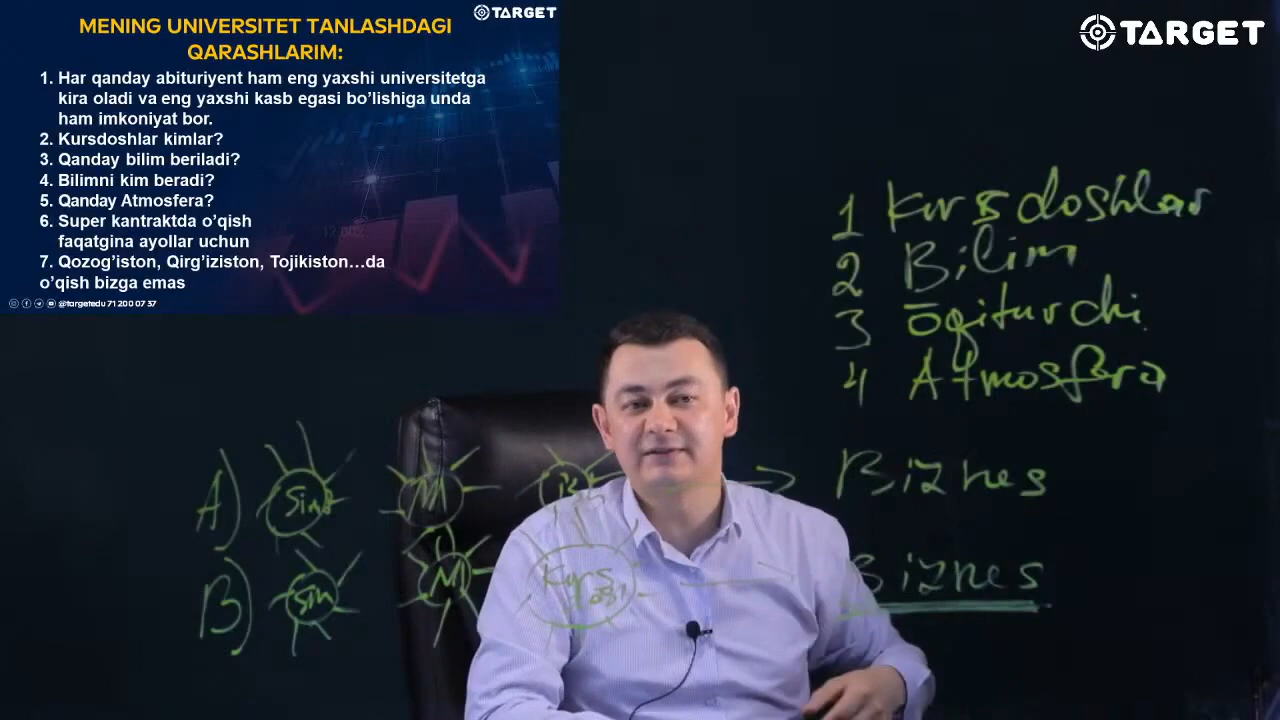 TARGET
MENING UNIVERSITET TANLASHDAGI
QARASHLARIM:
1. Har qanday abituriyent ham eng yaxshi universitetga
kira oladi va eng yaxshi kasb egasi bo'lishiga unda
ham imkoniyat bor.
2. Kursdoshlar kimlar?
3. Qanday bilim beriladi?
4. Bilimni kim beradi?
5. Qanday Atmosfera?
6. Super kantraktda o'qish
faqatgina ayollar uchun
7. Qozog'iston, Qirg'iziston, Tojikiston...da
o'qish bizga emas
@targetedu 71 200 07 37
TARGET
1 Kursdoshlar
2 Bilim
3 ōqituvchi
4 Atmosfera
A) Sinf M Biznes
B) Sin M Kurs Biznes